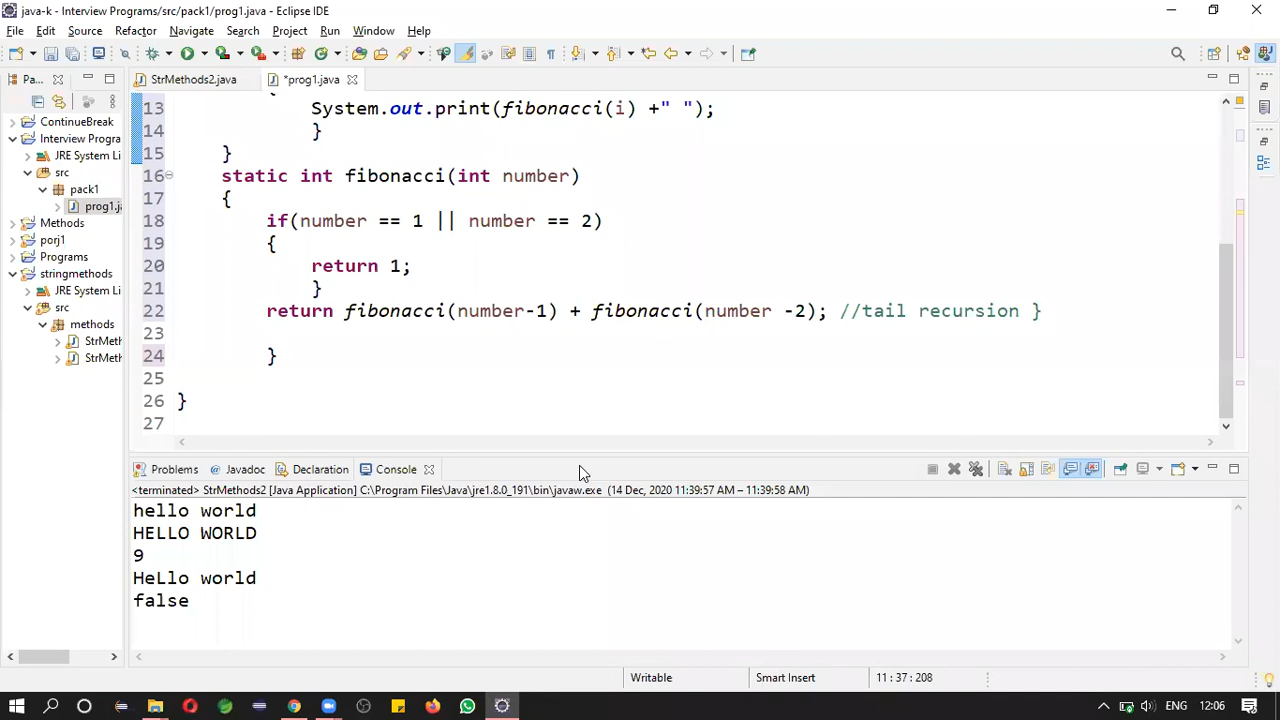 java-k - Interview Programs/src/pack1/prog1.java - Eclipse IDE
File Edit Source Refactor Navigate Search Project Run Window Help
Pa...
StrMethods2.java
*prog1.java
ContinueBreak
Interview Progra
JRE System Li
src
pack1
prog1.ja
Methods
porj1
Programs
stringmethods
JRE System Li
src
methods
StrMeth
StrMeth
{
13 System.out.print(fibonacci(i) +" ");
14 }
15 }
16 static int fibonacci(int number)
17 {
18 if(number == 1 || number == 2)
19 {
20 return 1;
21 }
22 return fibonacci(number-1) + fibonacci(number -2); //tail recursion }
23
24 }
25
26 }
27
Problems @ Javadoc Declaration Console
<terminated> StrMethods2 [Java Application] C:\Program Files\Java\jre1.8.0_191\bin\javaw.exe (14 Dec, 2020 11:39:57 AM – 11:39:58 AM)
hello world
HELLO WORLD
9
HeLlo world
false
Writable Smart Insert 11 : 37 : 208
ENG 12:06